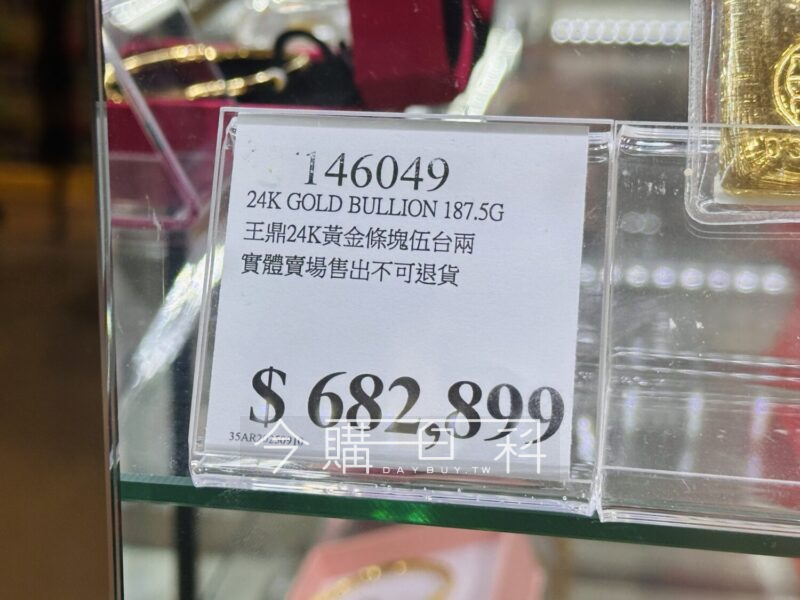 146049
24K GOLD BULLION 187.5G
王鼎24K黃金條塊伍台兩
實體賣場售出不可退貨
$ 682,899
35AR20250910
今購百科
DAYBUY.TW